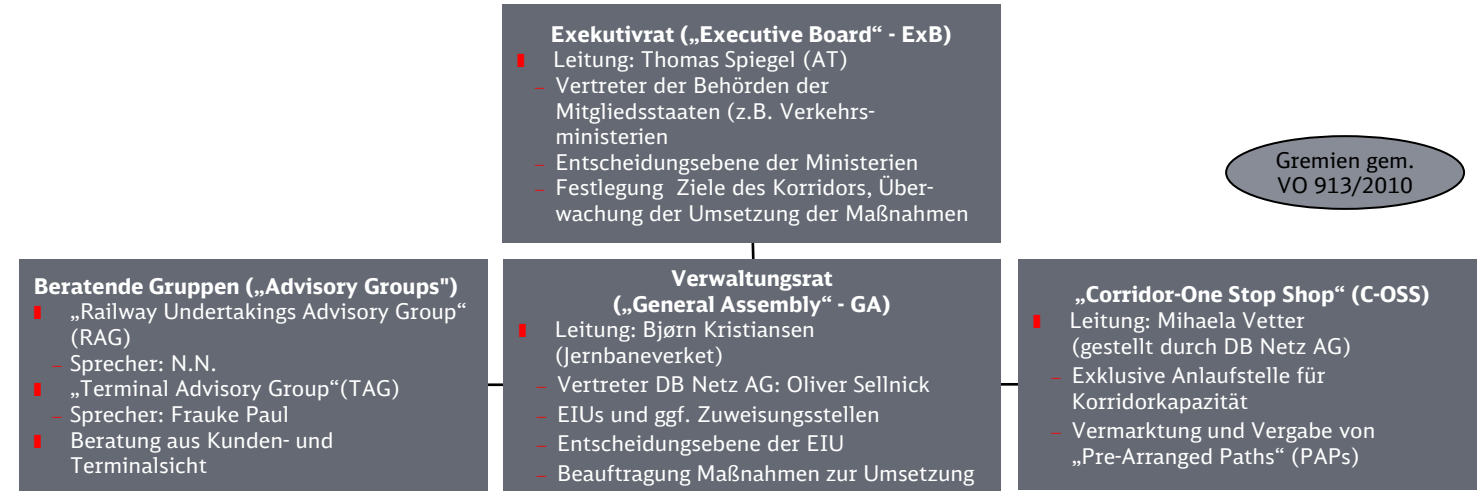 Exekutivrat („Executive Board“ - ExB)
Leitung: Thomas Spiegel (AT)
– Vertreter der Behörden der
Mitgliedsstaaten (z.B. Verkehrs-
ministerien
– Entscheidungsebene der Ministerien
– Festlegung Ziele des Korridors, Über-
wachung der Umsetzung der Maßnahmen
Gremien gem.
VO 913/2010
Beratende Gruppen („Advisory Groups")
„Railway Undertakings Advisory Group“
(RAG)
– Sprecher: N.N.
„Terminal Advisory Group“(TAG)
– Sprecher: Frauke Paul
Beratung aus Kunden- und
Terminalsicht
Verwaltungsrat
(„General Assembly“ - GA)
Leitung: Bjørn Kristiansen
(Jernbaneverket)
– Vertreter DB Netz AG: Oliver Sellnick
– EIUs und ggf. Zuweisungsstellen
– Entscheidungsebene der EIU
– Beauftragung Maßnahmen zur Umsetzung
„Corridor-One Stop Shop“ (C-OSS)
Leitung: Mihaela Vetter
(gestellt durch DB Netz AG)
– Exklusive Anlaufstelle für
Korridorkapazität
– Vermarktung und Vergabe von
„Pre-Arranged Paths“ (PAPs)